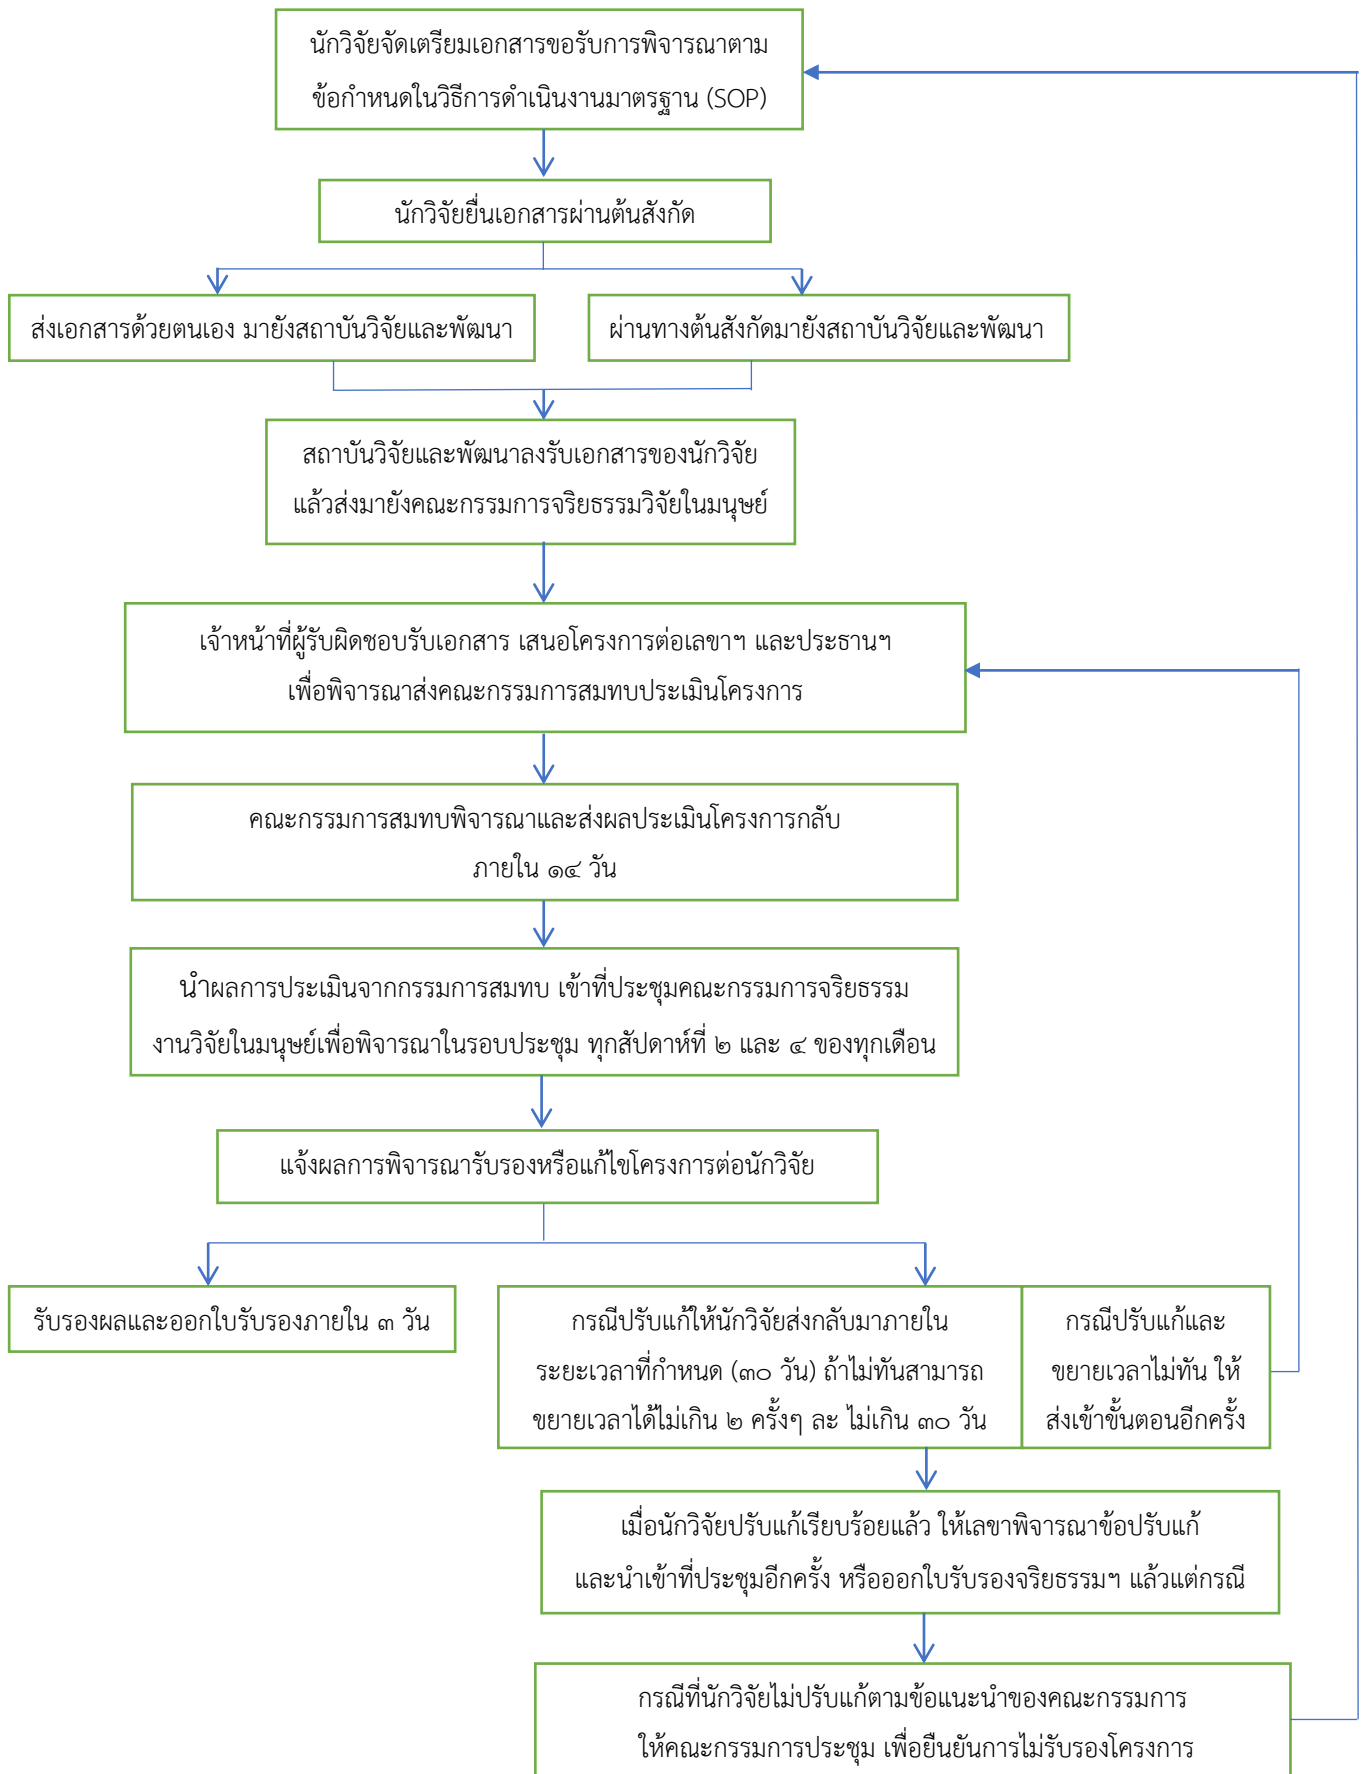 นักวิจัยจัดเตรียมเอกสารขอรับการพิจารณาตาม
ข้อกำหนดในวิธีการดำเนินงานมาตรฐาน (SOP)
นักวิจัยยื่นเอกสารผ่านต้นสังกัด
ส่งเอกสารด้วยตนเอง มายังสถาบันวิจัยและพัฒนา
ผ่านทางต้นสังกัดมายังสถาบันวิจัยและพัฒนา
สถาบันวิจัยและพัฒนาลงรับเอกสารของนักวิจัย
แล้วส่งมายังคณะกรรมการจริยธรรมวิจัยในมนุษย์
เจ้าหน้าที่ผู้รับผิดชอบรับเอกสาร เสนอโครงการต่อเลขาฯ และประธานฯ
เพื่อพิจารณาส่งคณะกรรมการสมทบประเมินโครงการ
คณะกรรมการสมทบพิจารณาและส่งผลประเมินโครงการกลับ
ภายใน ๑๔ วัน
นำผลการประเมินจากกรรมการสมทบ เข้าที่ประชุมคณะกรรมการจริยธรรม
งานวิจัยในมนุษย์เพื่อพิจารณาในรอบประชุม ทุกสัปดาห์ที่ ๒ และ ๔ ของทุกเดือน
แจ้งผลการพิจารณารับรองหรือแก้ไขโครงการต่อนักวิจัย
รับรองผลและออกใบรับรองภายใน ๓ วัน
กรณีปรับแก้ให้นักวิจัยส่งกลับมาภายใน
ระยะเวลาที่กำหนด (๓๐ วัน) ถ้าไม่ทันสามารถ
ขยายเวลาได้ไม่เกิน ๒ ครั้งๆ ละ ไม่เกิน ๓๐ วัน
กรณีปรับแก้และ
ขยายเวลาไม่ทัน ให้
ส่งเข้าขั้นตอนอีกครั้ง
เมื่อนักวิจัยปรับแก้เรียบร้อยแล้ว ให้เลขาพิจารณาข้อปรับแก้
และนำเข้าที่ประชุมอีกครั้ง หรือออกใบรับรองจริยธรรมฯ แล้วแต่กรณี
กรณีที่นักวิจัยไม่ปรับแก้ตามข้อแนะนำของคณะกรรมการ
ให้คณะกรรมการประชุม เพื่อยืนยันการไม่รับรองโครงการ